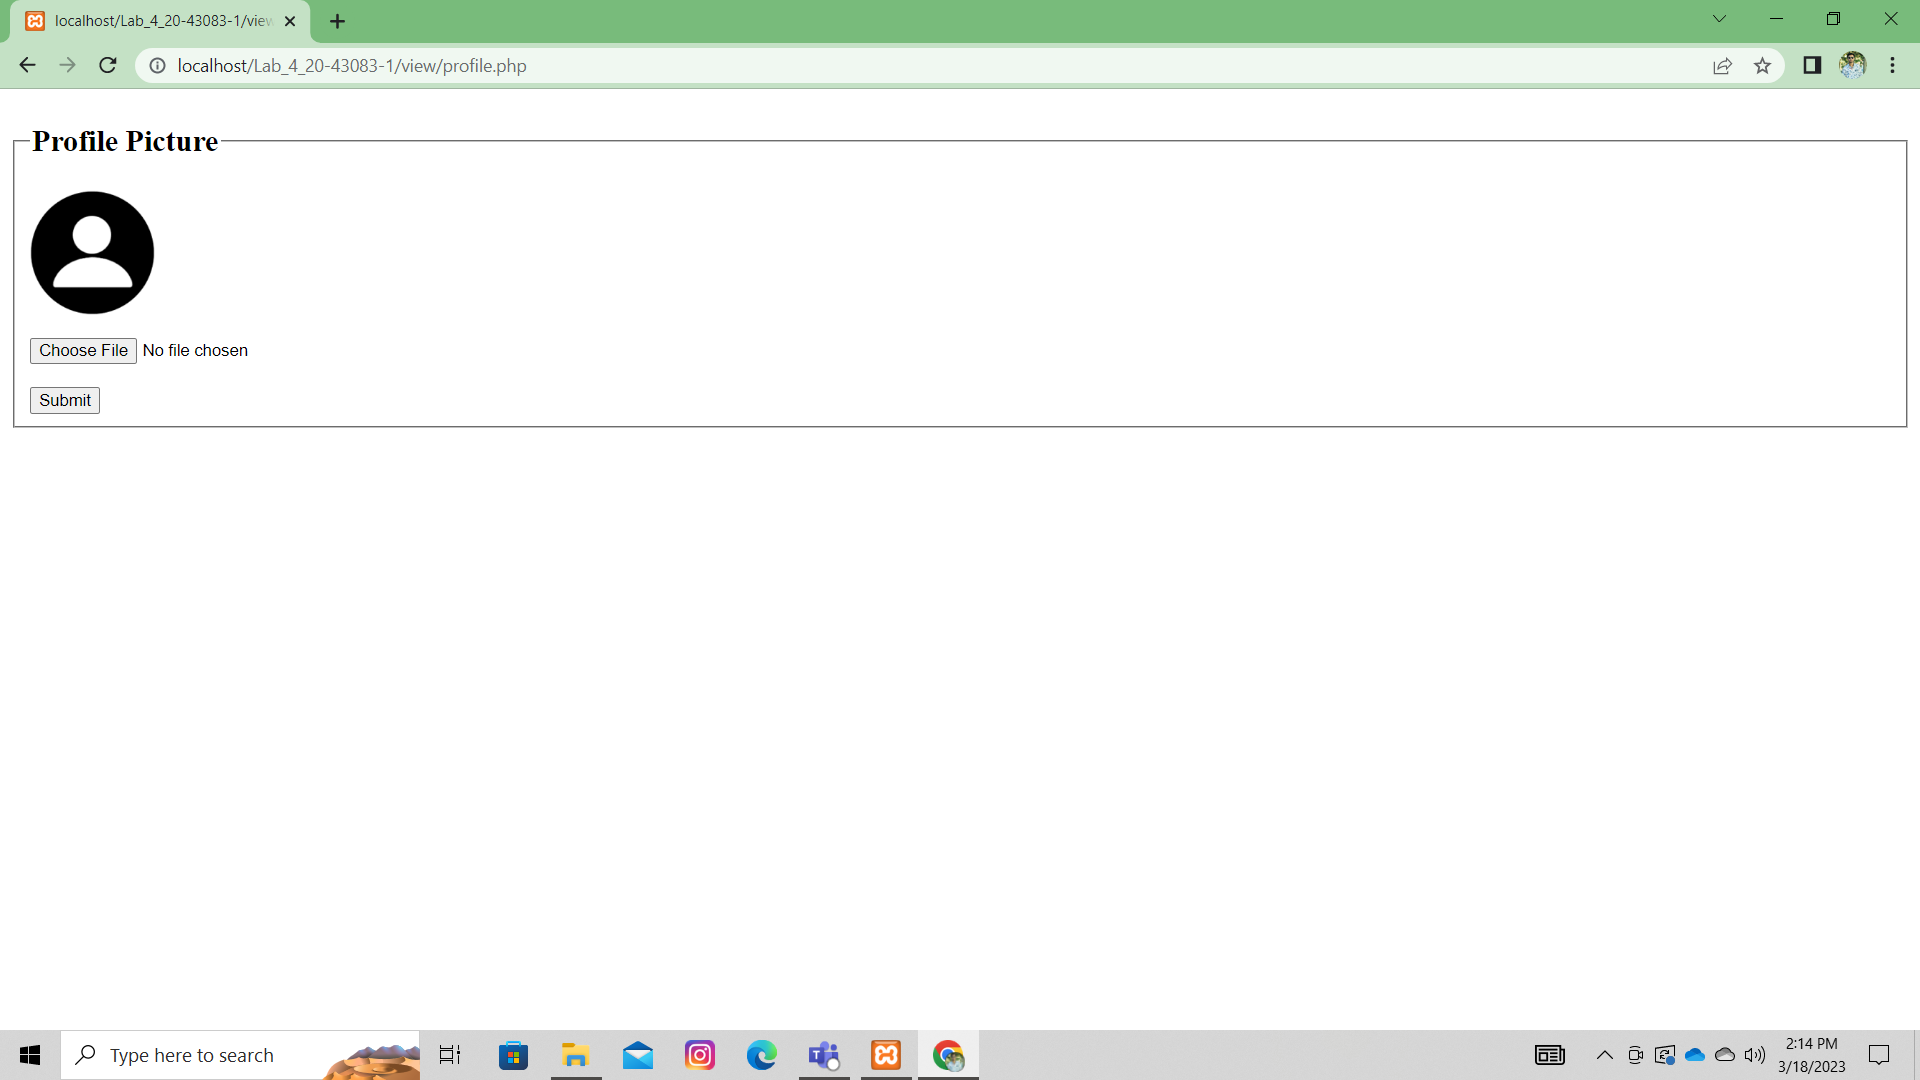 localhost/Lab_4_20-43083-1/view
localhost/Lab_4_20-43083-1/view/profile.php
Profile Picture
Choose File No file chosen
Submit
Type here to search
2:14 PM
3/18/2023